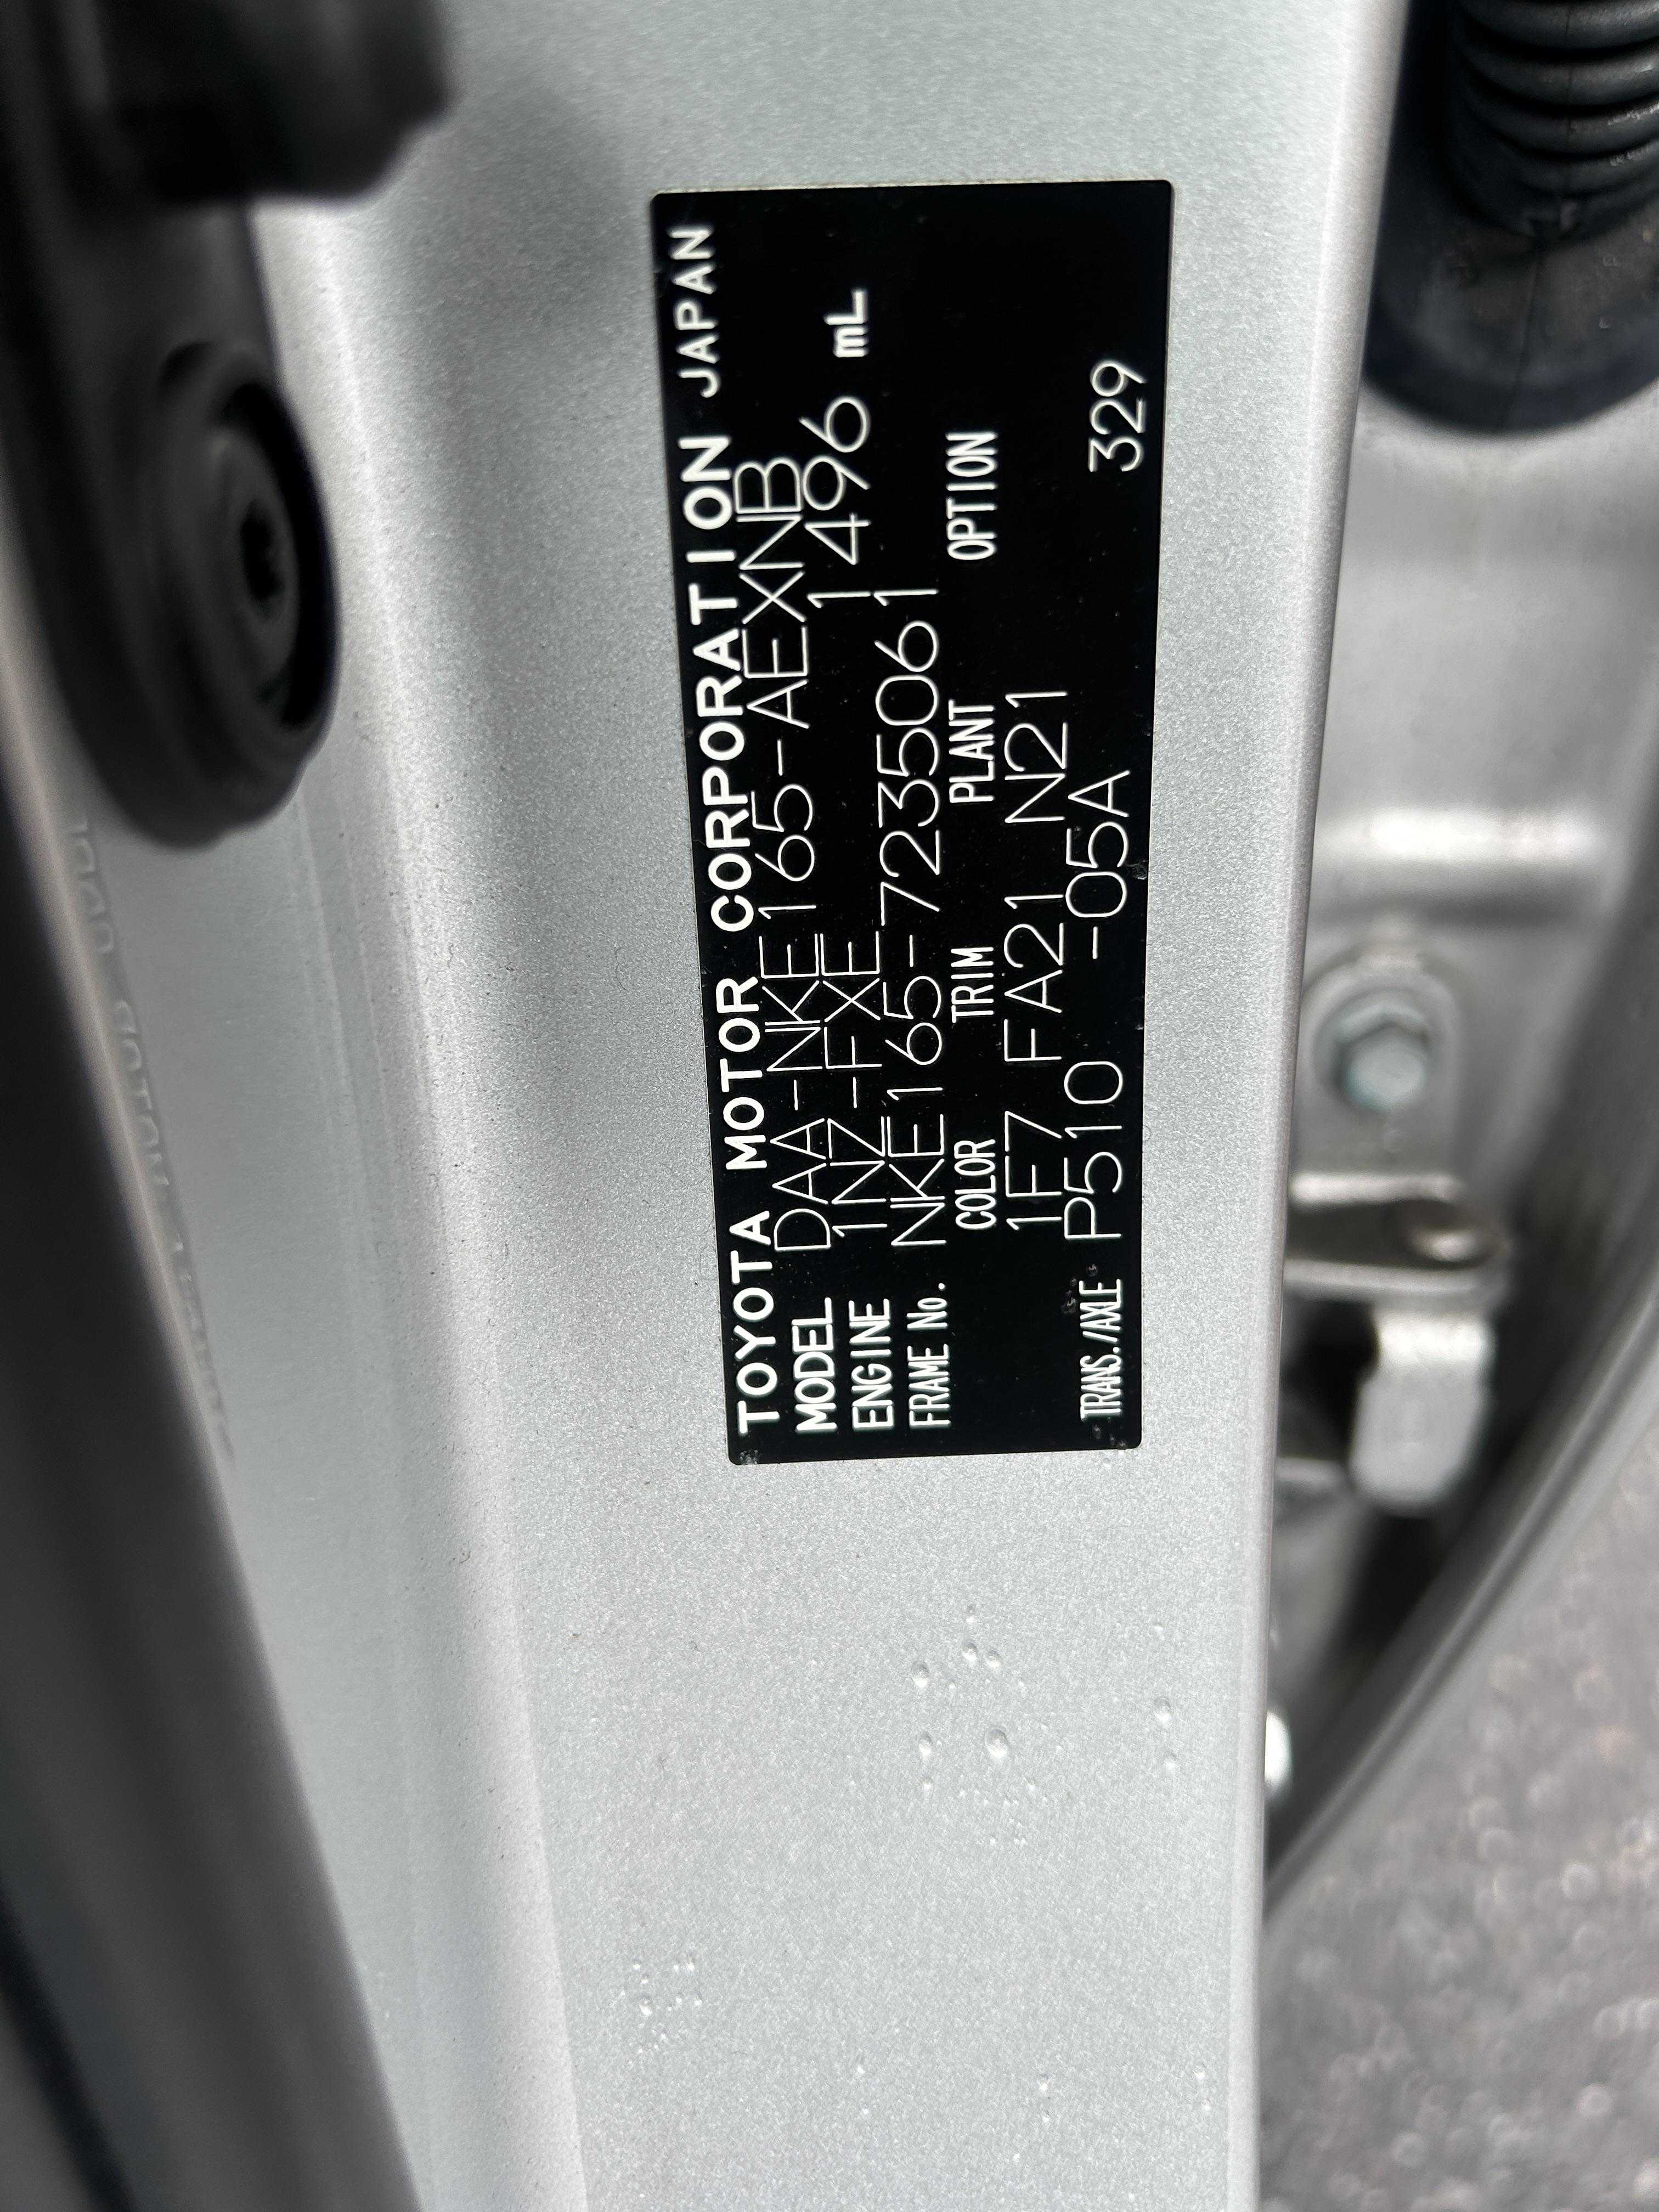 TOYOTA MOTOR CORPORATION JAPAN
MODEL DAA-NKE165-AEXNB
ENGINE 1NZ-FXE 1496 mL
FRAME No. NKE165-7235061
COLOR TRIM PLANT OPTION
1F7 FA21 N21
TRANS./AXLE P510 -05A 329